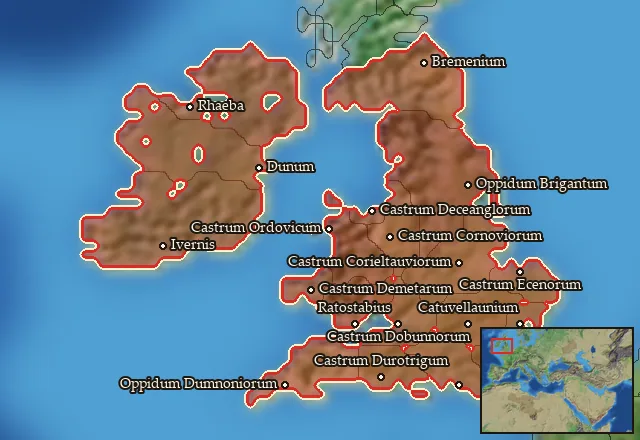 Bremenium
Rhaeba
Dunum
Oppidum Brigantum
Castrum Deceanglorum
Castrum Ordovicum
Castrum Cornoviorum
Ivernis
Castrum Corieltauviorum
Castrum Ecenorum
Castrum Demetarum
Ratostabius
Catuvellaunium
Castrum Dobunnorum
Castrum Durotrigum
Oppidum Dumnoniorum